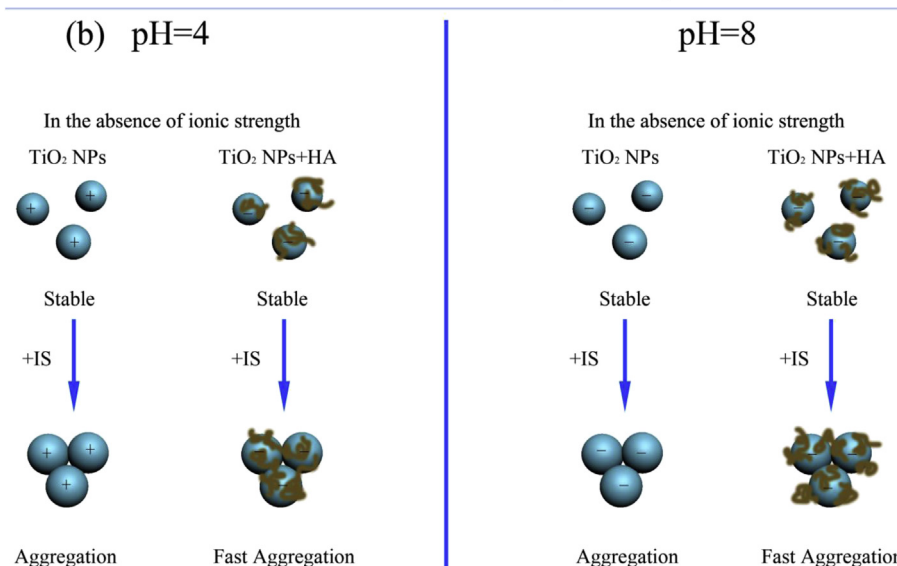 (b) pH=4
In the absence of ionic strength
TiO₂ NPs TiO₂ NPs+HA
+ + + - - -
Stable Stable
+IS +IS
+ + + - - -
Aggregation Fast Aggregation
pH=8
In the absence of ionic strength
TiO₂ NPs TiO₂ NPs+HA
- - - - - -
Stable Stable
+IS +IS
- - - - - -
Aggregation Fast Aggregation